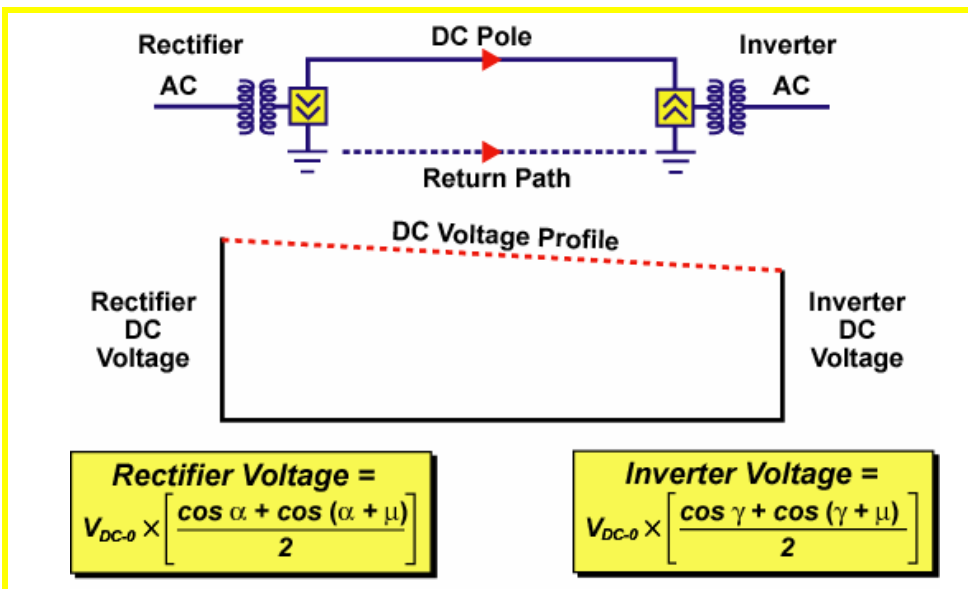 DC Pole
Rectifier
Inverter
AC
AC
Return Path
DC Voltage Profile
Rectifier
DC
Voltage
Inverter
DC
Voltage
Rectifier Voltage =
V_DC-0 × [ (cos α + cos (α + μ)) / 2 ]
Inverter Voltage =
V_DC-0 × [ (cos γ + cos (γ + μ)) / 2 ]